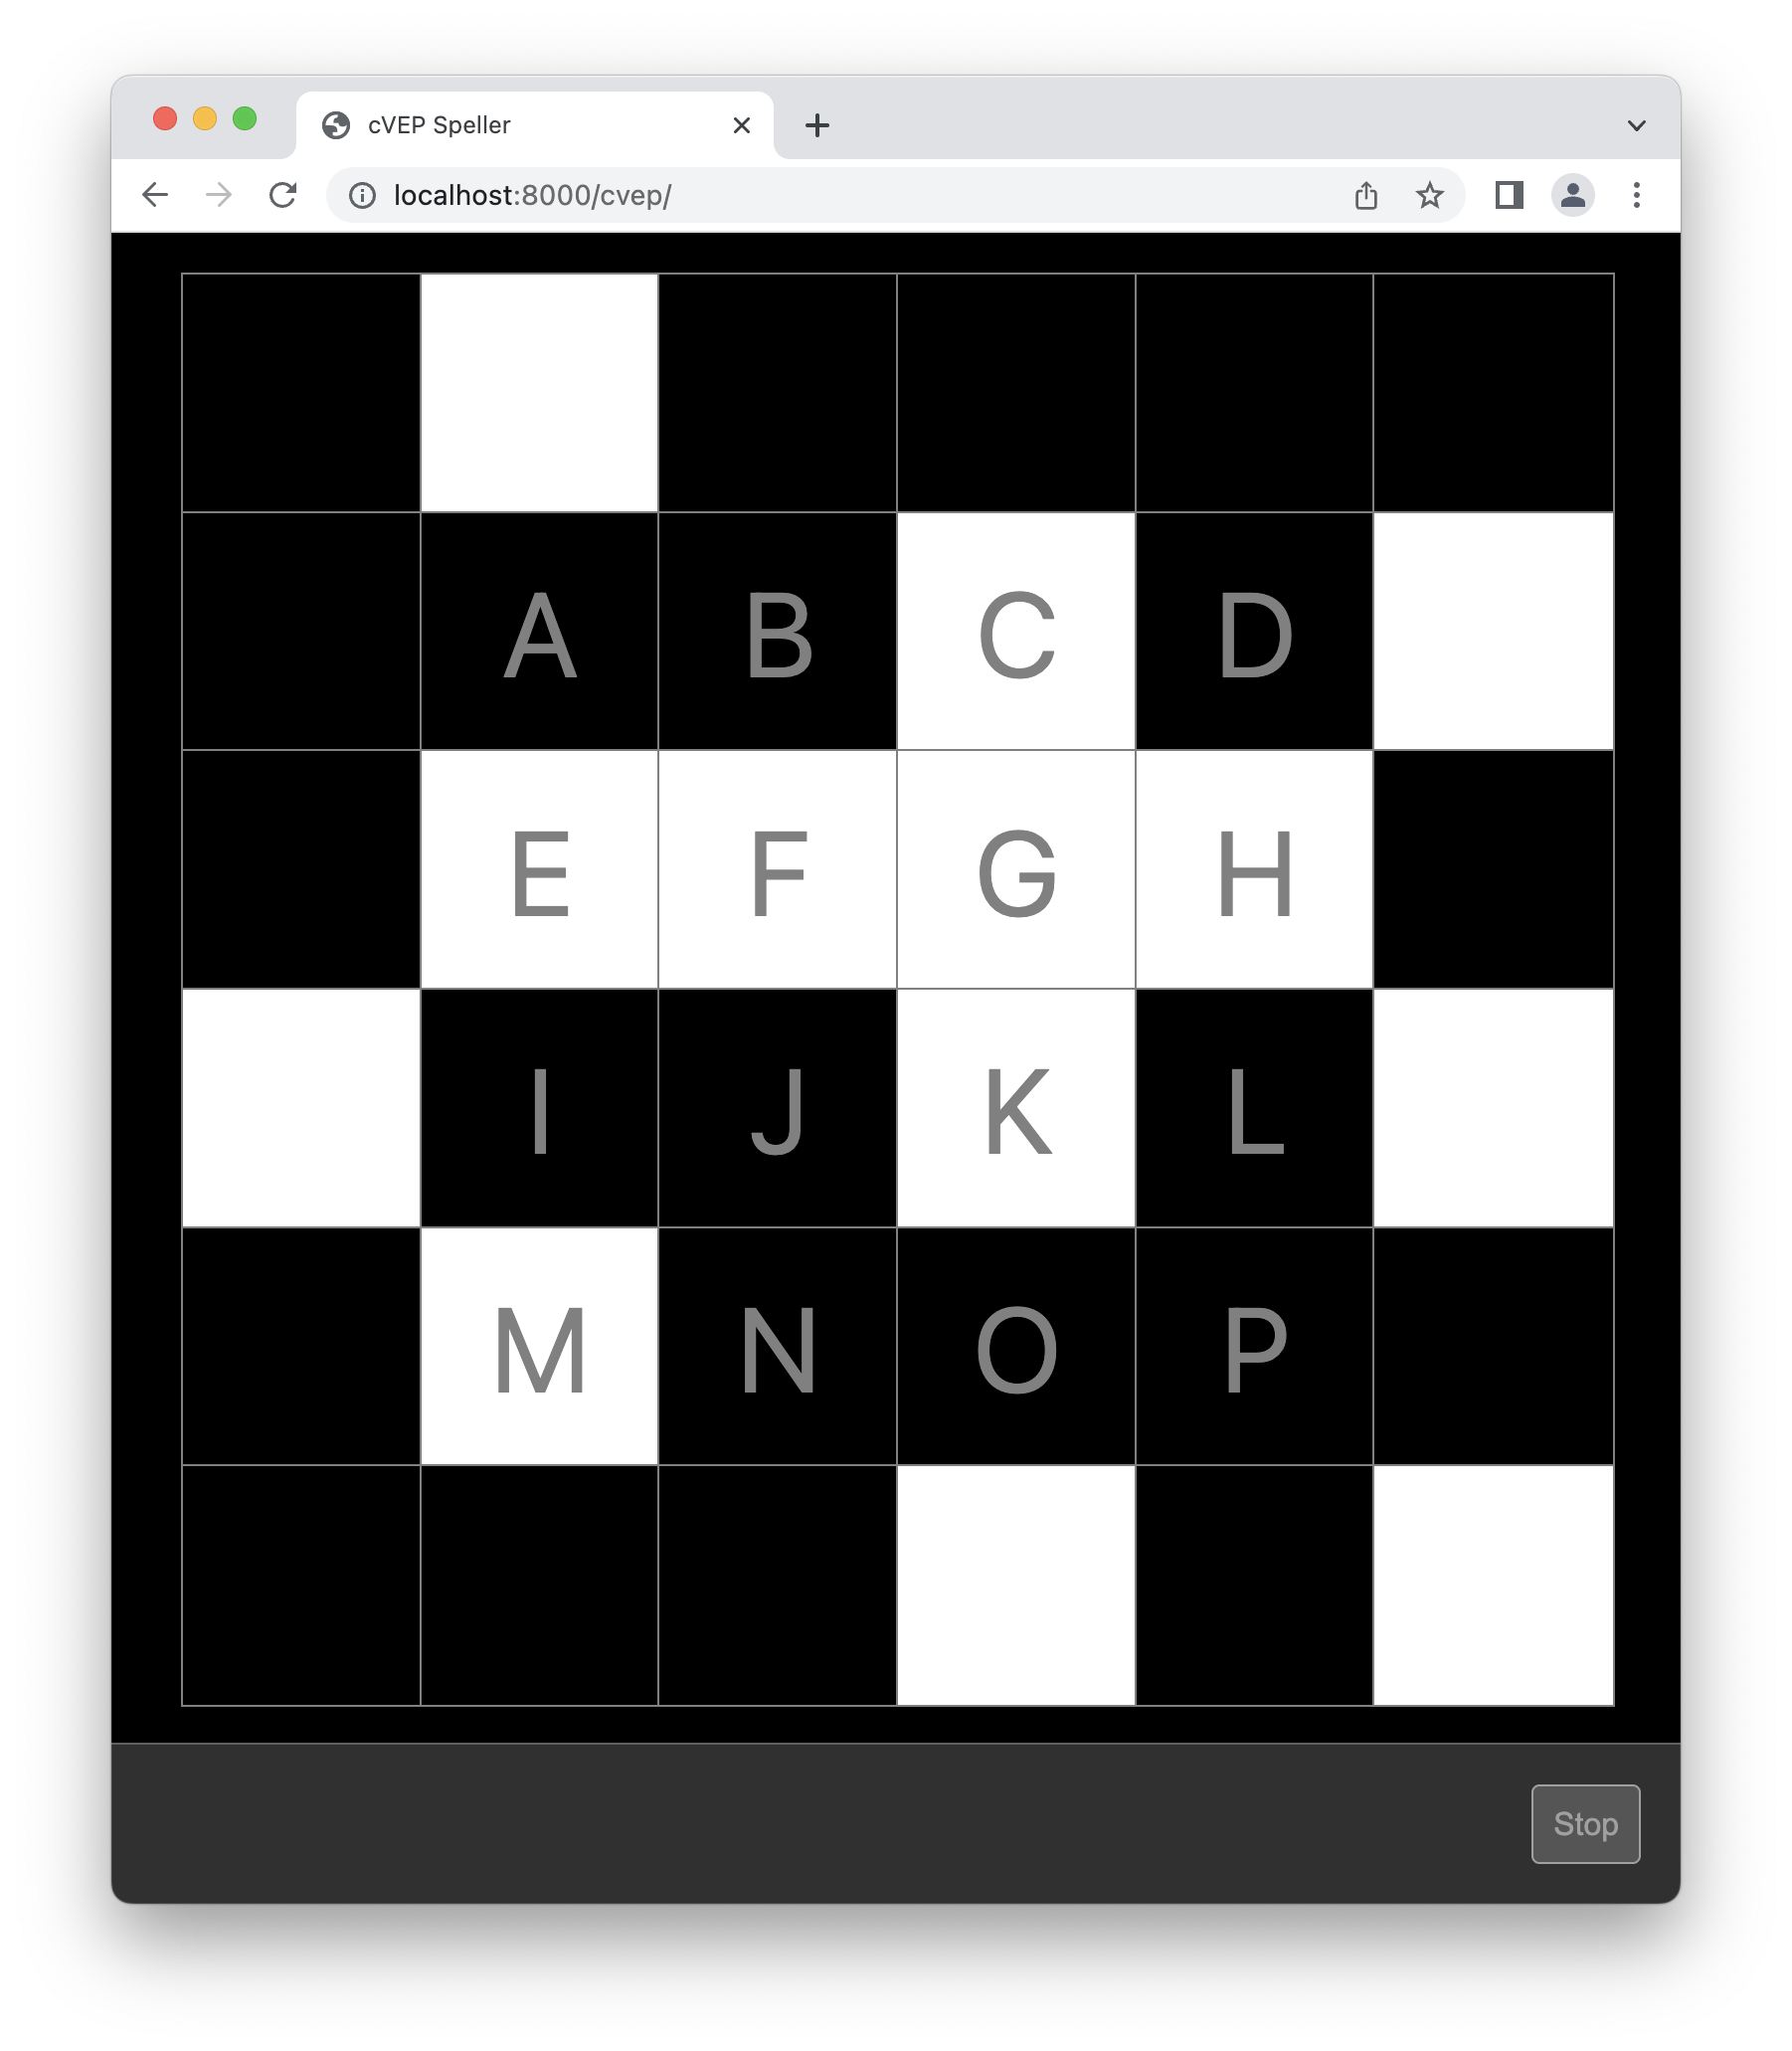 cVEP Speller
localhost:8000/cvep/
A B C D
E F G H
I J K L
M N O P
Stop